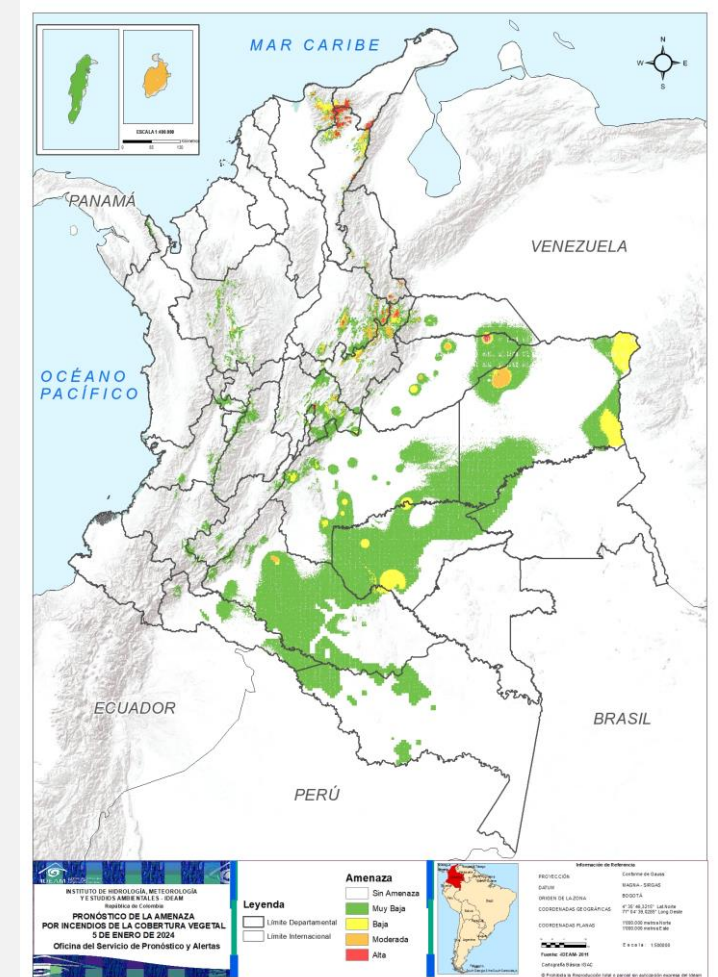 MAR CARIBE
N
W
E
S
PANAMÁ
VENEZUELA
OCÉANO
PACÍFICO
ECUADOR
BRASIL
PERÚ
IDEAM
INSTITUTO DE HIDROLOGÍA, METEOROLOGÍA
Y ESTUDIOS AMBIENTALES - IDEAM
República de Colombia
PRONÓSTICO DE LA AMENAZA
POR INCENDIOS DE LA COBERTURA VEGETAL
5 DE ENERO DE 2024
Oficina del Servicio de Pronóstico y Alertas
Leyenda
Límite Departamental
Límite Internacional
Amenaza
Sin Amenaza
Muy Baja
Baja
Moderada
Alta
Información de Referencia
PROYECCIÓN
Conforme de Gauss
DATUM
MAGNA - SIRGAS
ORIGEN DE LA ZONA
BOGOTÁ
COORDENADAS GEOGRÁFICAS
COORDENADAS PLANAS
Escala
Fuente: IDEAM- 2011
Cartografía Básica: IGAC